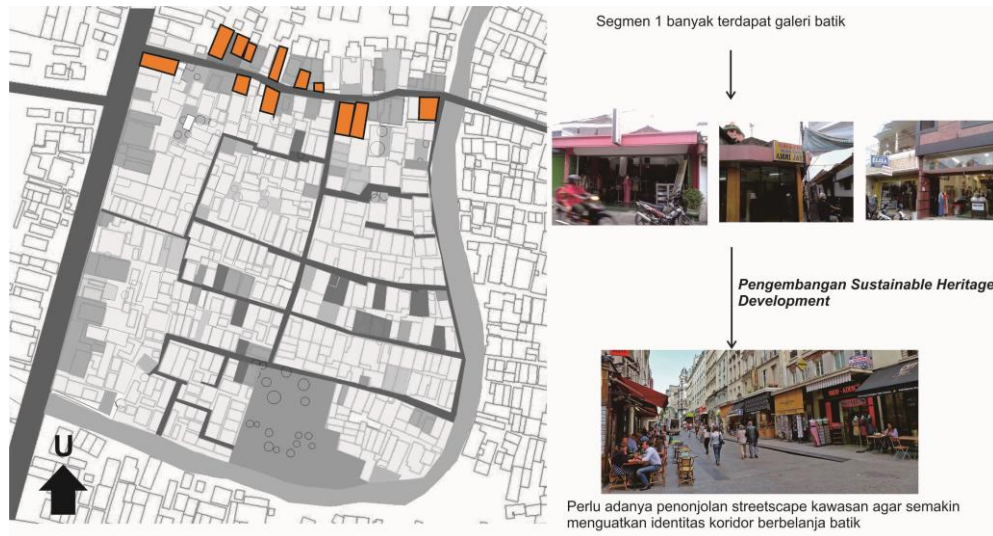 Segmen 1 banyak terdapat galeri batik
U
Pengembangan Sustainable Heritage
Development
Perlu adanya penonjolan streetscape kawasan agar semakin
menguatkan identitas koridor berbelanja batik